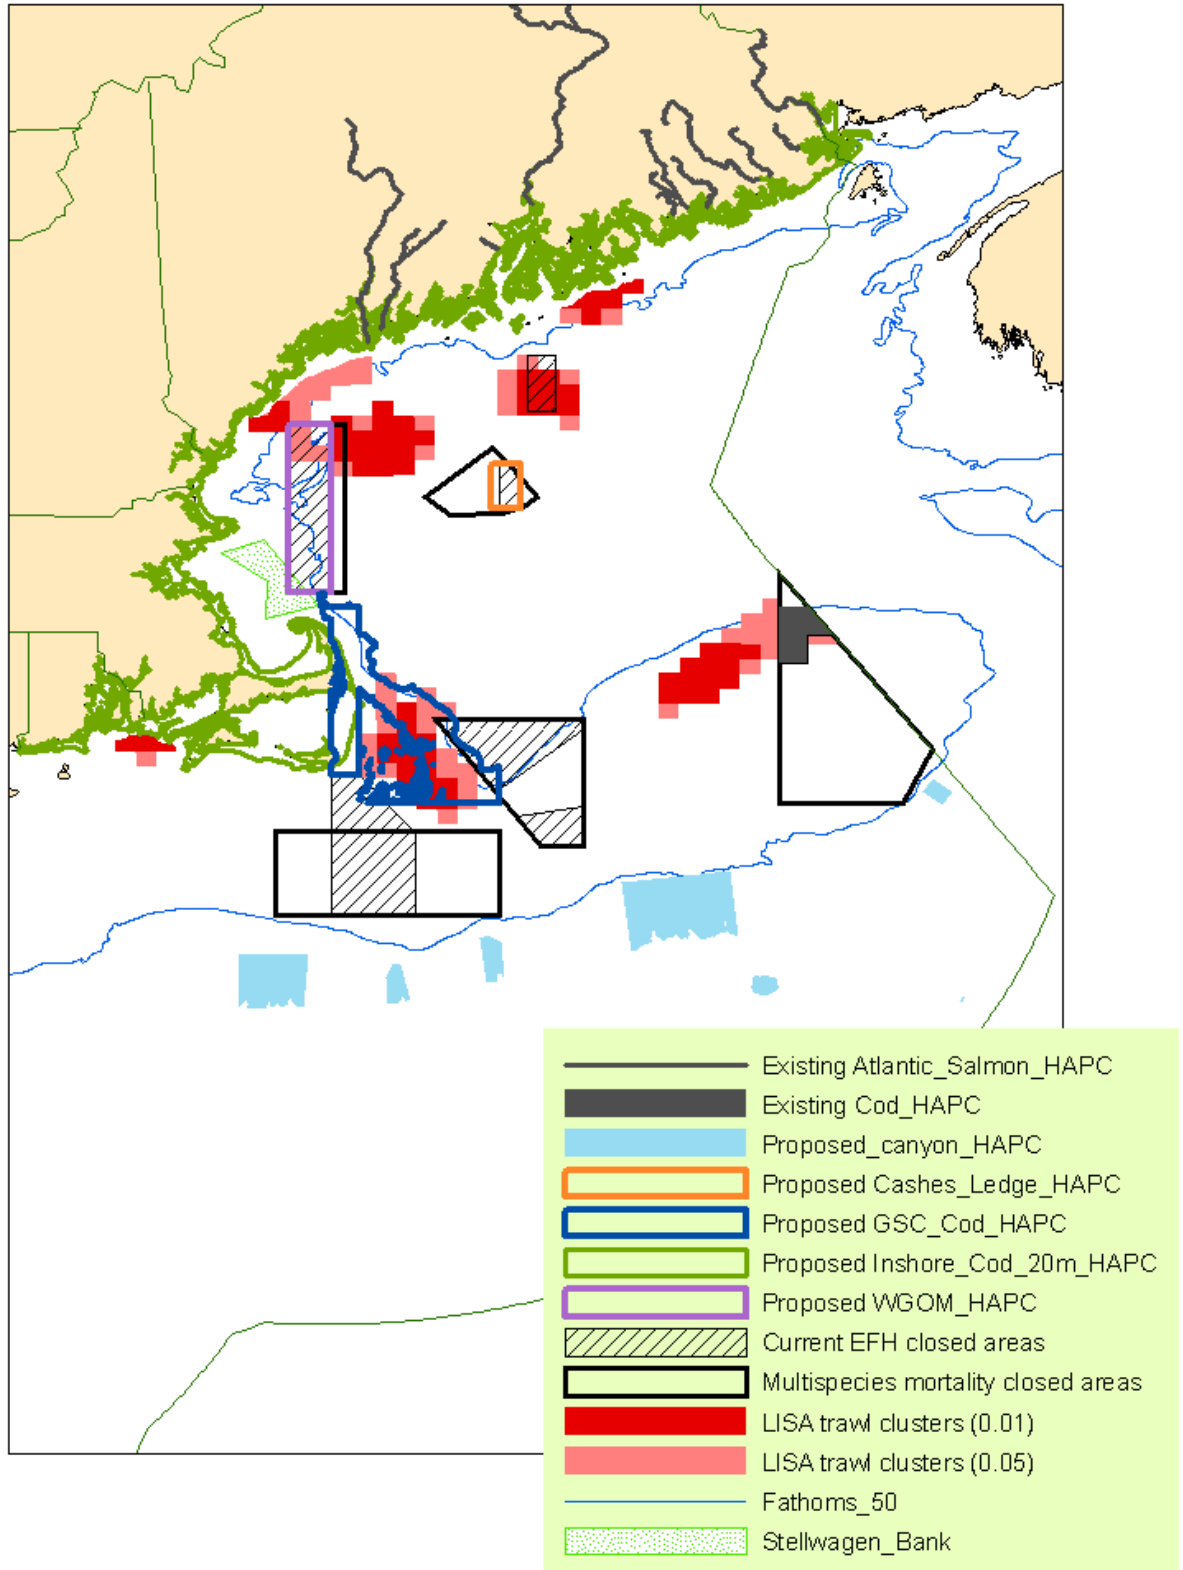 Existing Atlantic_Salmon_HAPC
Existing Cod_HAPC
Proposed_canyon_HAPC
Proposed Cashes_Ledge_HAPC
Proposed GSC_Cod_HAPC
Proposed Inshore_Cod_20m_HAPC
Proposed WGOM_HAPC
Current EFH closed areas
Multispecies mortality closed areas
LISA trawl clusters (0.01)
LISA trawl clusters (0.05)
Fathoms_50
Stellwagen_Bank